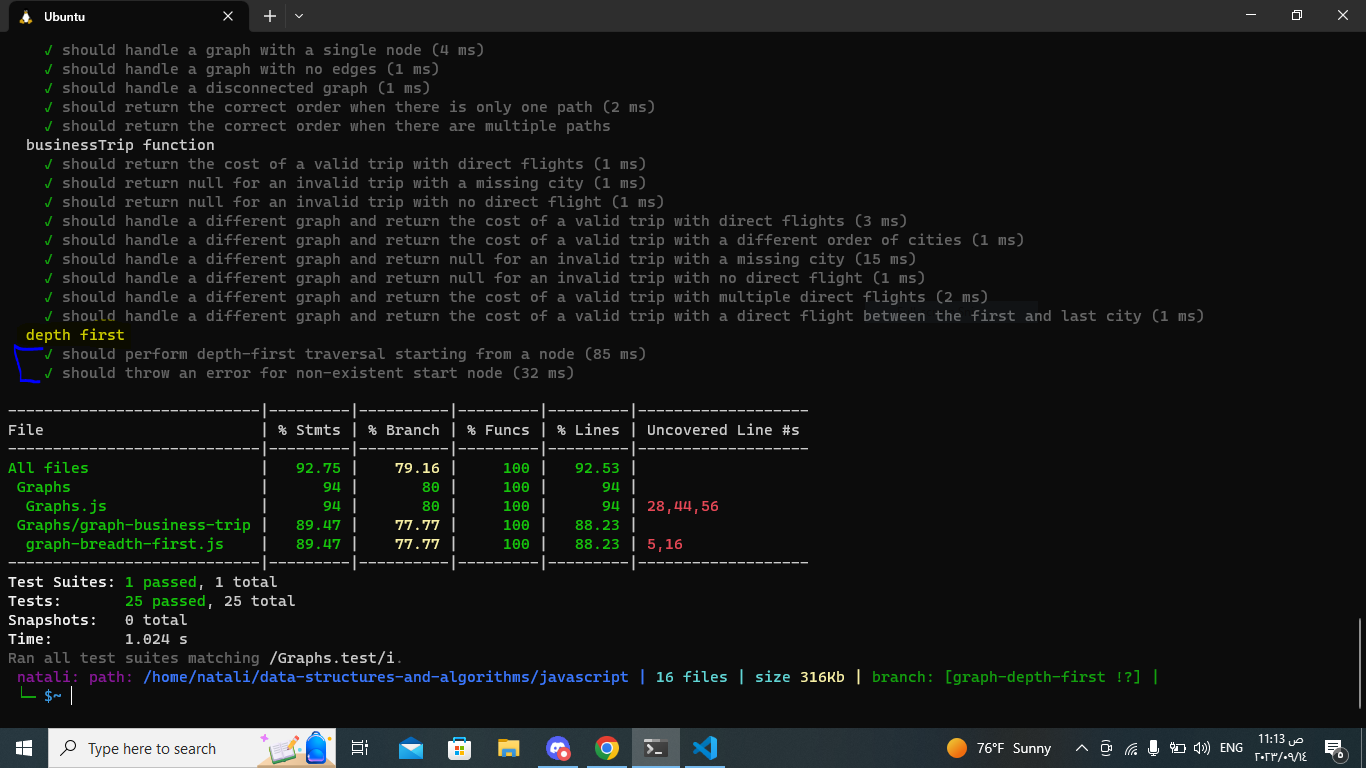 Ubuntu
✓ should handle a graph with a single node (4 ms)
✓ should handle a graph with no edges (1 ms)
✓ should handle a disconnected graph (1 ms)
✓ should return the correct order when there is only one path (2 ms)
✓ should return the correct order when there are multiple paths
businessTrip function
✓ should return the cost of a valid trip with direct flights (1 ms)
✓ should return null for an invalid trip with a missing city (1 ms)
✓ should return null for an invalid trip with no direct flight (1 ms)
✓ should handle a different graph and return the cost of a valid trip with direct flights (3 ms)
✓ should handle a different graph and return the cost of a valid trip with a different order of cities (1 ms)
✓ should handle a different graph and return null for an invalid trip with a missing city (15 ms)
✓ should handle a different graph and return null for an invalid trip with no direct flight (1 ms)
✓ should handle a different graph and return the cost of a valid trip with multiple direct flights (2 ms)
✓ should handle a different graph and return the cost of a valid trip with a direct flight between the first and last city (1 ms)
depth first
✓ should perform depth-first traversal starting from a node (85 ms)
✓ should throw an error for non-existent start node (32 ms)
----------------------------|---------|----------|---------|---------|-------------------
File | % Stmts | % Branch | % Funcs | % Lines | Uncovered Line #s
----------------------------|---------|----------|---------|---------|-------------------
All files | 92.75 | 79.16 | 100 | 92.53 |
Graphs | 94 | 80 | 100 | 94 |
Graphs.js | 94 | 80 | 100 | 94 | 28,44,56
Graphs/graph-business-trip | 89.47 | 77.77 | 100 | 88.23 |
graph-breadth-first.js | 89.47 | 77.77 | 100 | 88.23 | 5,16
----------------------------|---------|----------|---------|---------|-------------------
Test Suites: 1 passed, 1 total
Tests: 25 passed, 25 total
Snapshots: 0 total
Time: 1.024 s
Ran all test suites matching /Graphs.test/i.
natali: path: /home/natali/data-structures-and-algorithms/javascript | 16 files | size 316Kb | branch: [graph-depth-first !?] |
└─ $~
Type here to search
76°F Sunny
ENG
11:13 ص
٢٠٢٣/٠٩/١٤